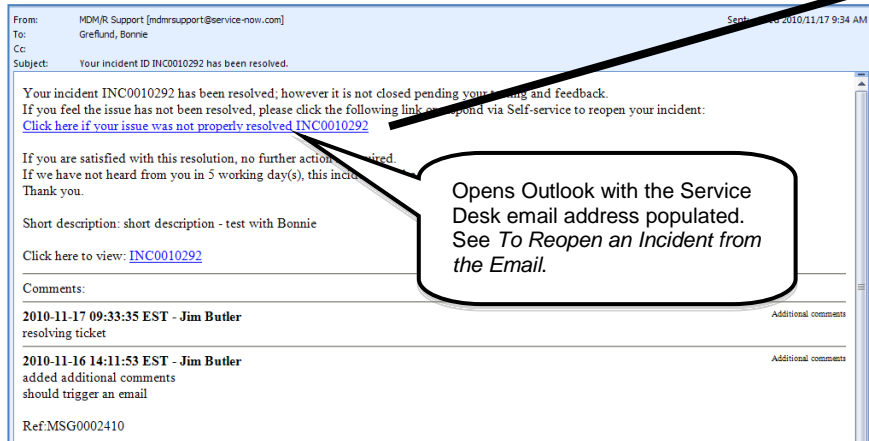 From: MDM/R Support [mdmrsupport@service-now.com]
Sent: 2010/11/17 9:34 AM
To: Greflund, Bonnie
Cc:
Subject: Your incident ID INC0010292 has been resolved.
Your incident INC0010292 has been resolved; however it is not closed pending your and feedback.
If you feel the issue has not been resolved, please click the following link respond via Self-service to reopen your incident:
Click here if your issue was not properly resolved INC0010292
If you are satisfied with this resolution, no further action
If we have not heard from you in 5 working day(s), this
Thank you.
Opens Outlook with the Service
Desk email address populated.
See To Reopen an Incident from
the Email.
Short description: short description - test with Bonnie
Click here to view: INC0010292
Comments:
2010-11-17 09:33:35 EST - Jim Butler Additional comments
resolving ticket
2010-11-16 14:11:53 EST - Jim Butler Additional comments
added additional comments
should trigger an email
Ref:MSG0002410